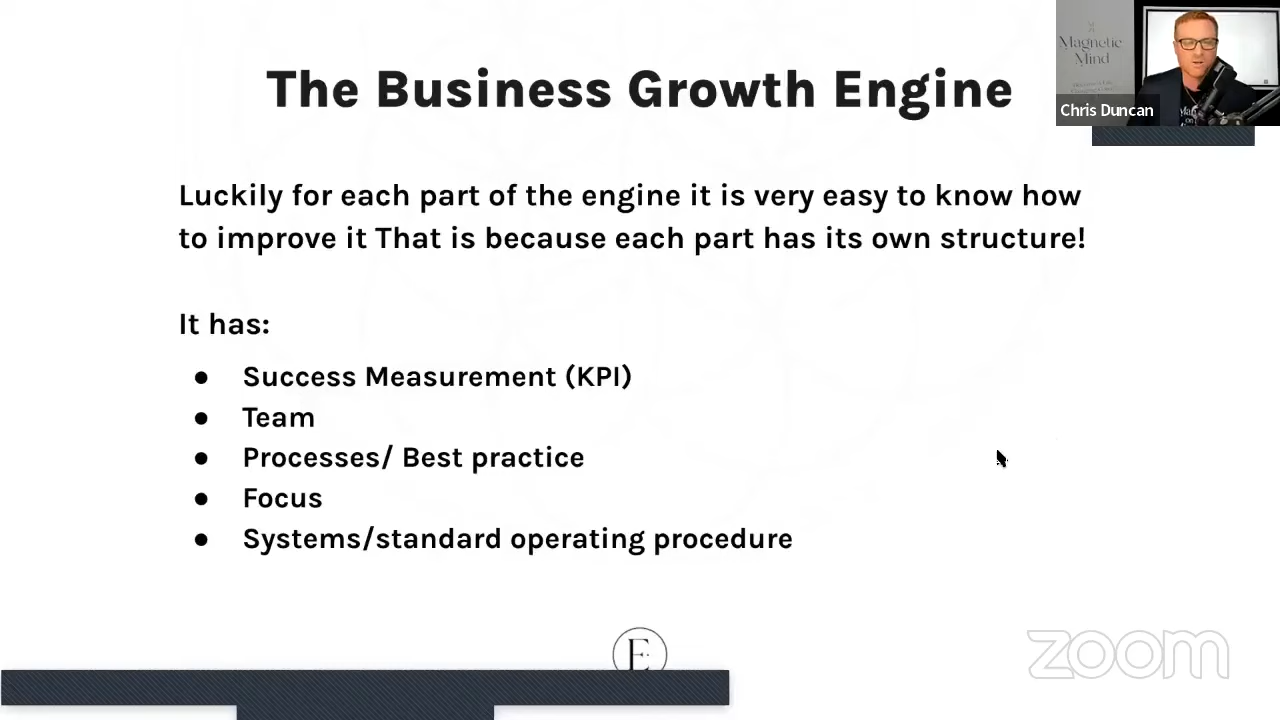 The Business Growth Engine
Magnetic
Mind
Chris Duncan
Luckily for each part of the engine it is very easy to know how
to improve it That is because each part has its own structure!
It has:
● Success Measurement (KPI)
● Team
● Processes/ Best practice
● Focus
● Systems/standard operating procedure
E
zoom